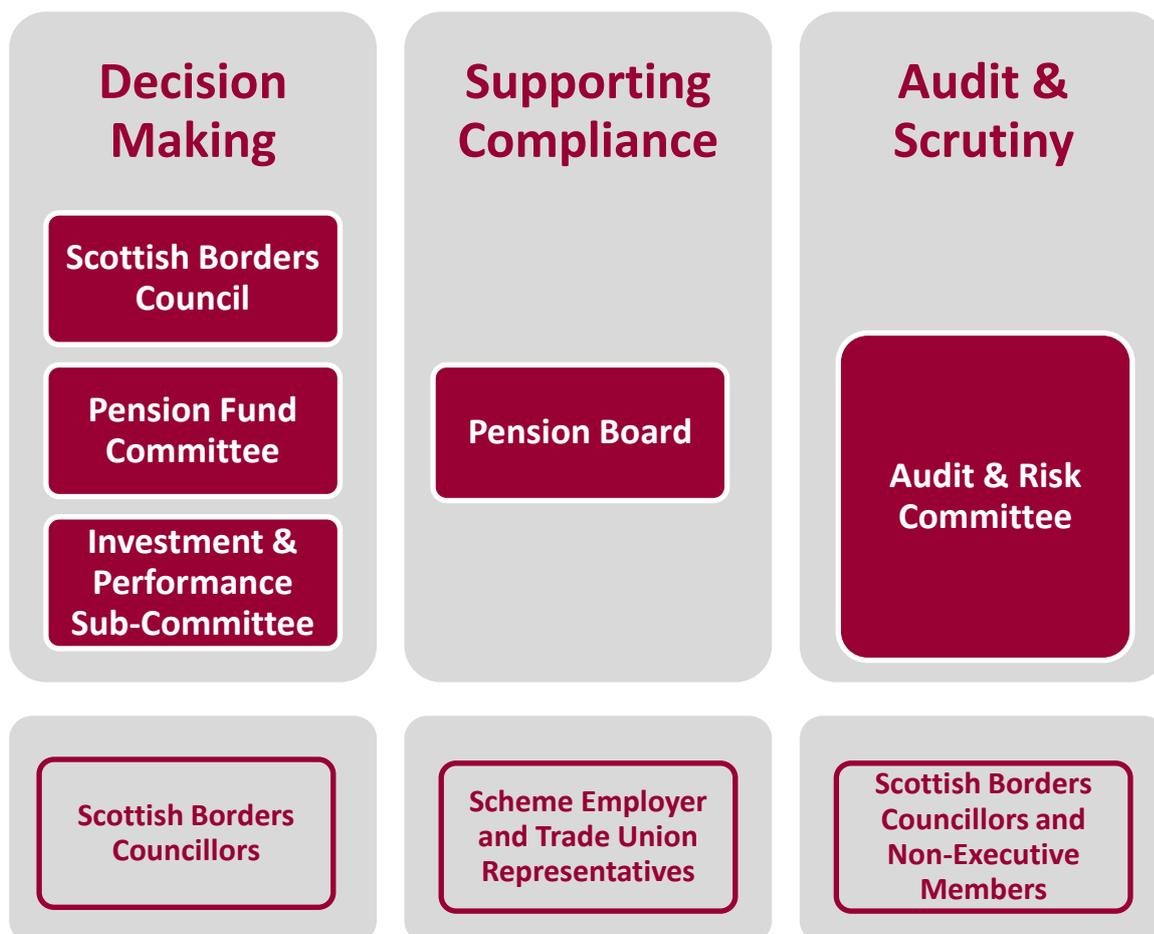 Decision
Making
Scottish Borders
Council
Pension Fund
Committee
Investment &
Performance
Sub-Committee
Supporting
Compliance
Pension Board
Audit &
Scrutiny
Audit & Risk
Committee
Scottish Borders
Councillors
Scheme Employer
and Trade Union
Representatives
Scottish Borders
Councillors and
Non-Executive
Members